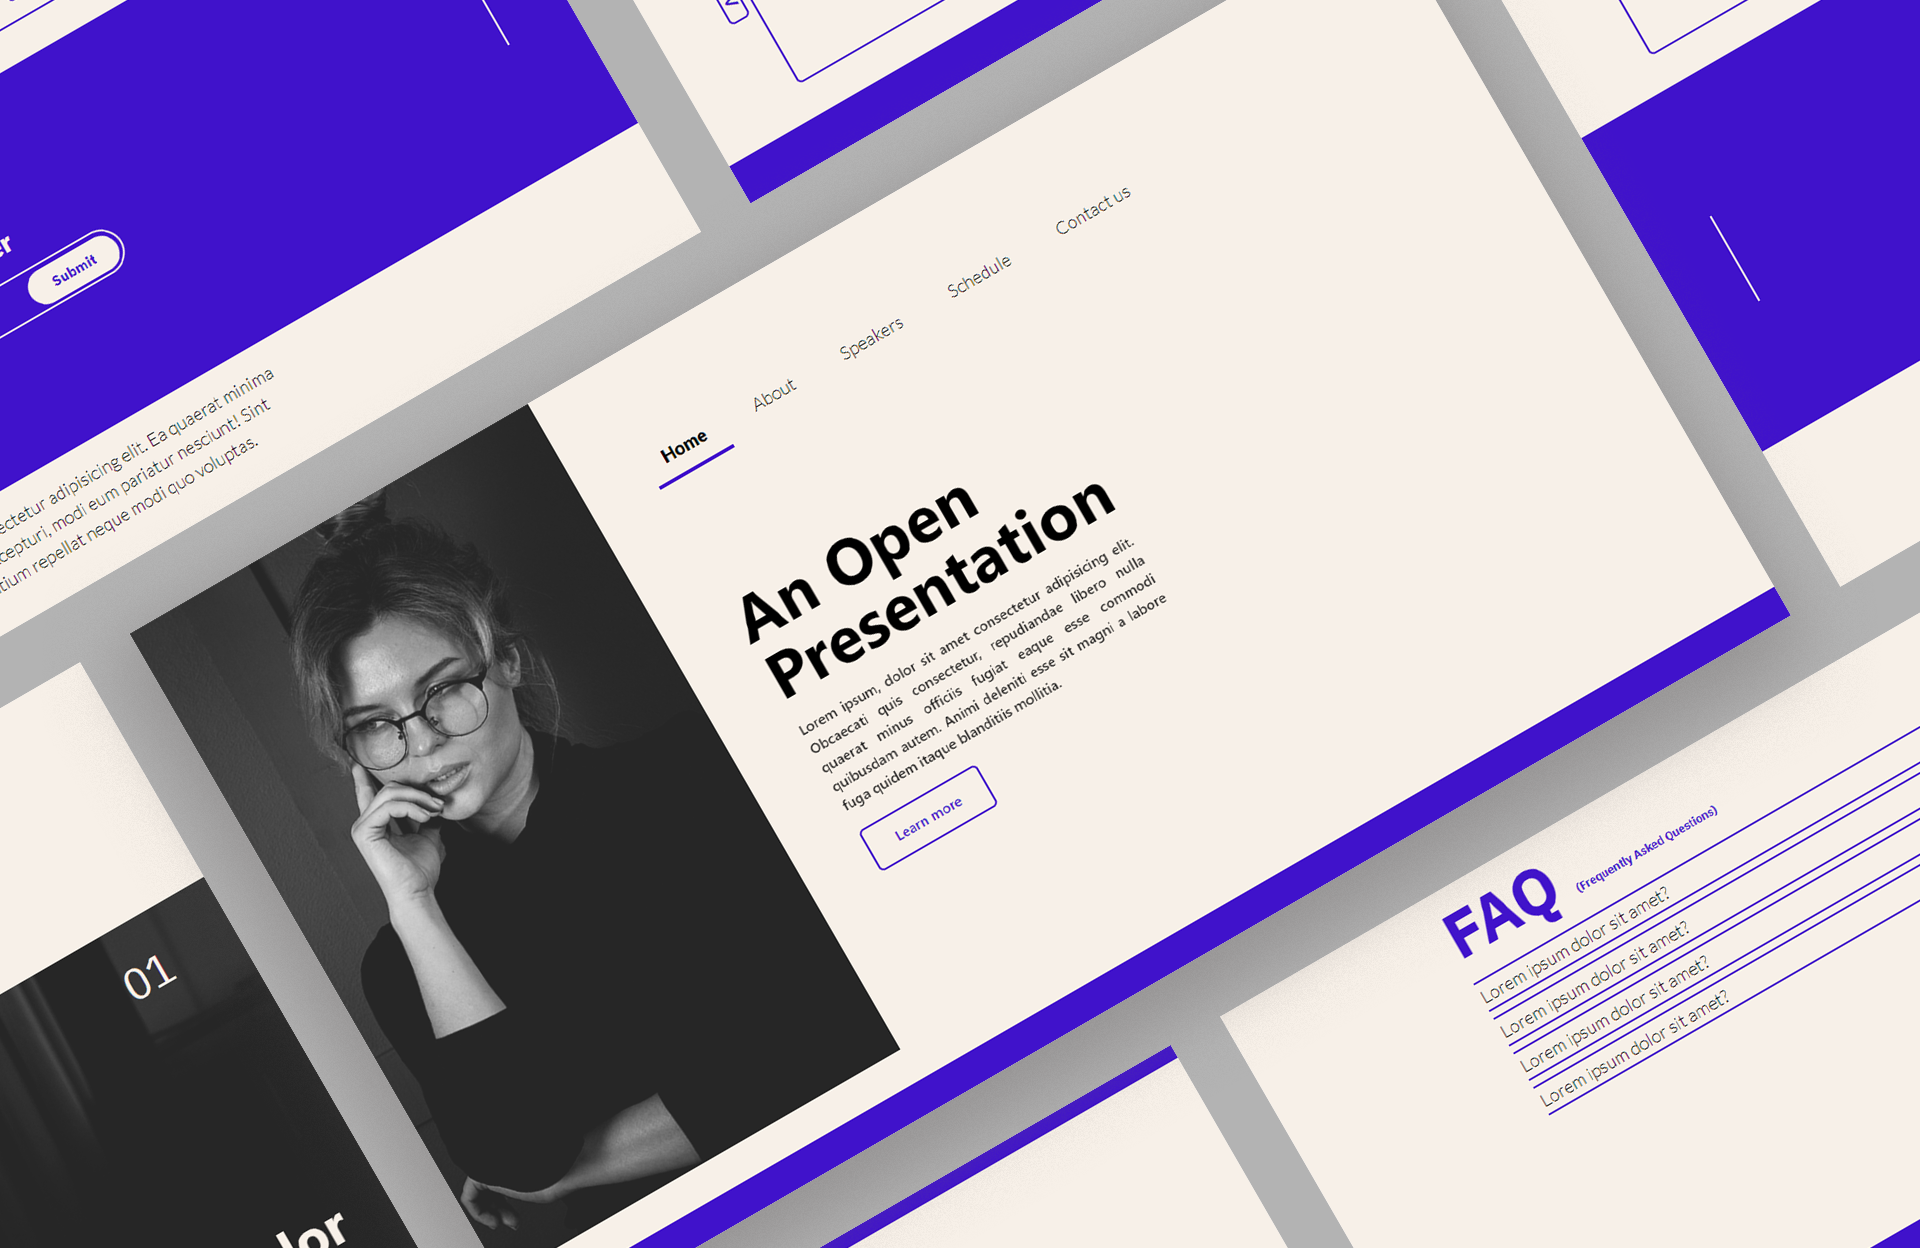 Submit
adipisicing elit. Ea quaerat minima
modi eum pariatur nesciunt! Sint
repellat neque modi quo voluptas.
Home
About
Speakers
Schedule
Contact us
An Open
Presentation
Lorem ipsum, dolor sit amet consectetur adipisicing elit.
Obcaecati quis consectetur, repudiandae libero nulla
quaerat minus officiis fugiat eaque esse commodi
quibusdam autem. Animi deleniti esse sit magni a labore
fuga quidem itaque blanditiis mollitia.
Learn more
01
FAQ
(Frequently Asked Questions)
Lorem ipsum dolor sit amet?
Lorem ipsum dolor sit amet?
Lorem ipsum dolor sit amet?
Lorem ipsum dolor sit amet?